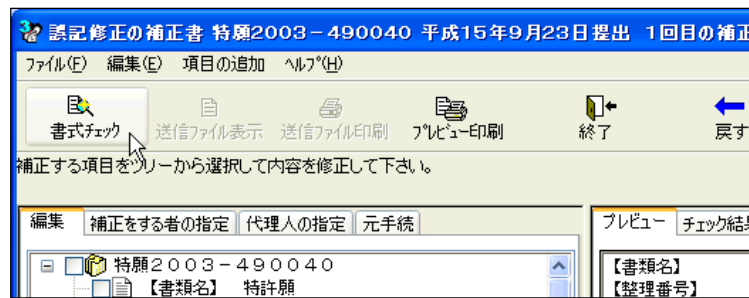 誤記修正の補正書 特願2003-490040 平成15年9月23日提出 1回目の補正
ファイル(F) 編集(E) 項目の追加 ヘルプ(H)
書式チェック 送信ファイル表示 送信ファイル印刷 プレビュー印刷 終了 戻す
補正する項目をツリーから選択して内容を修正して下さい。
編集 補正をする者の指定 代理人の指定 元手続 プレビュー チェック結果
特願2003-490040
【書類名】 特許願
【書類名】
【整理番号】